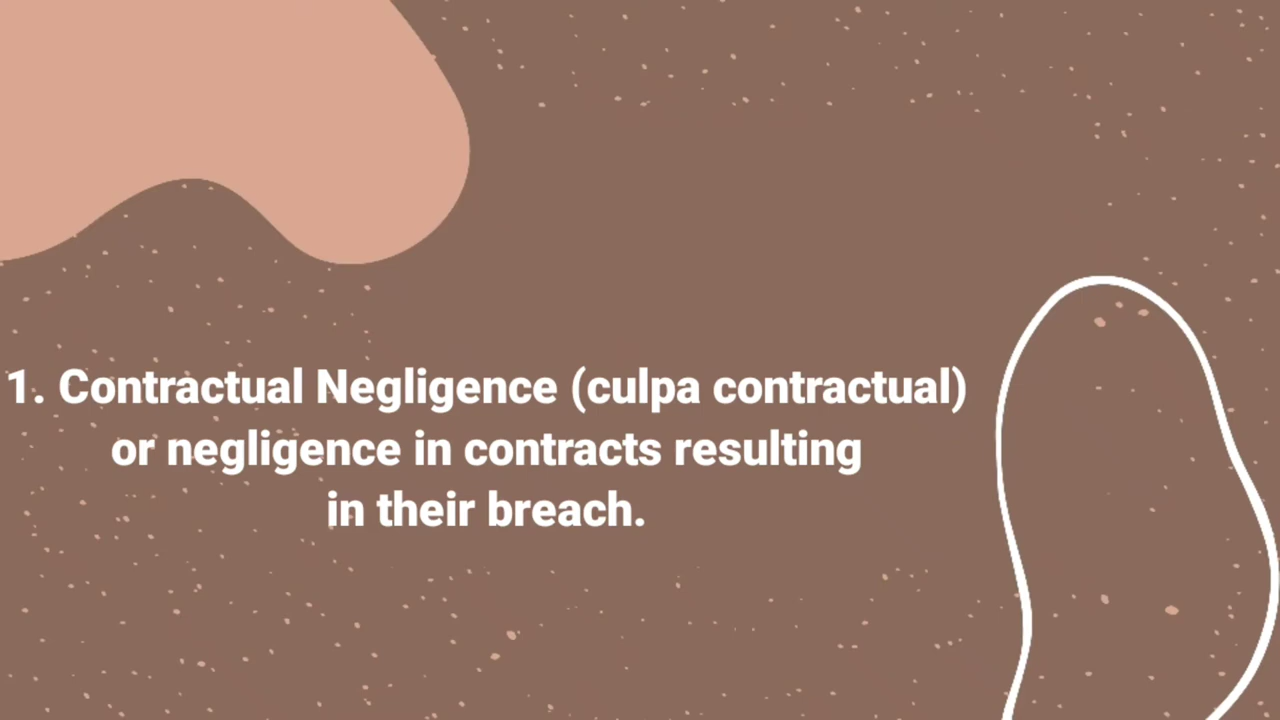 1. Contractual Negligence (culpa contractual)
or negligence in contracts resulting
in their breach.